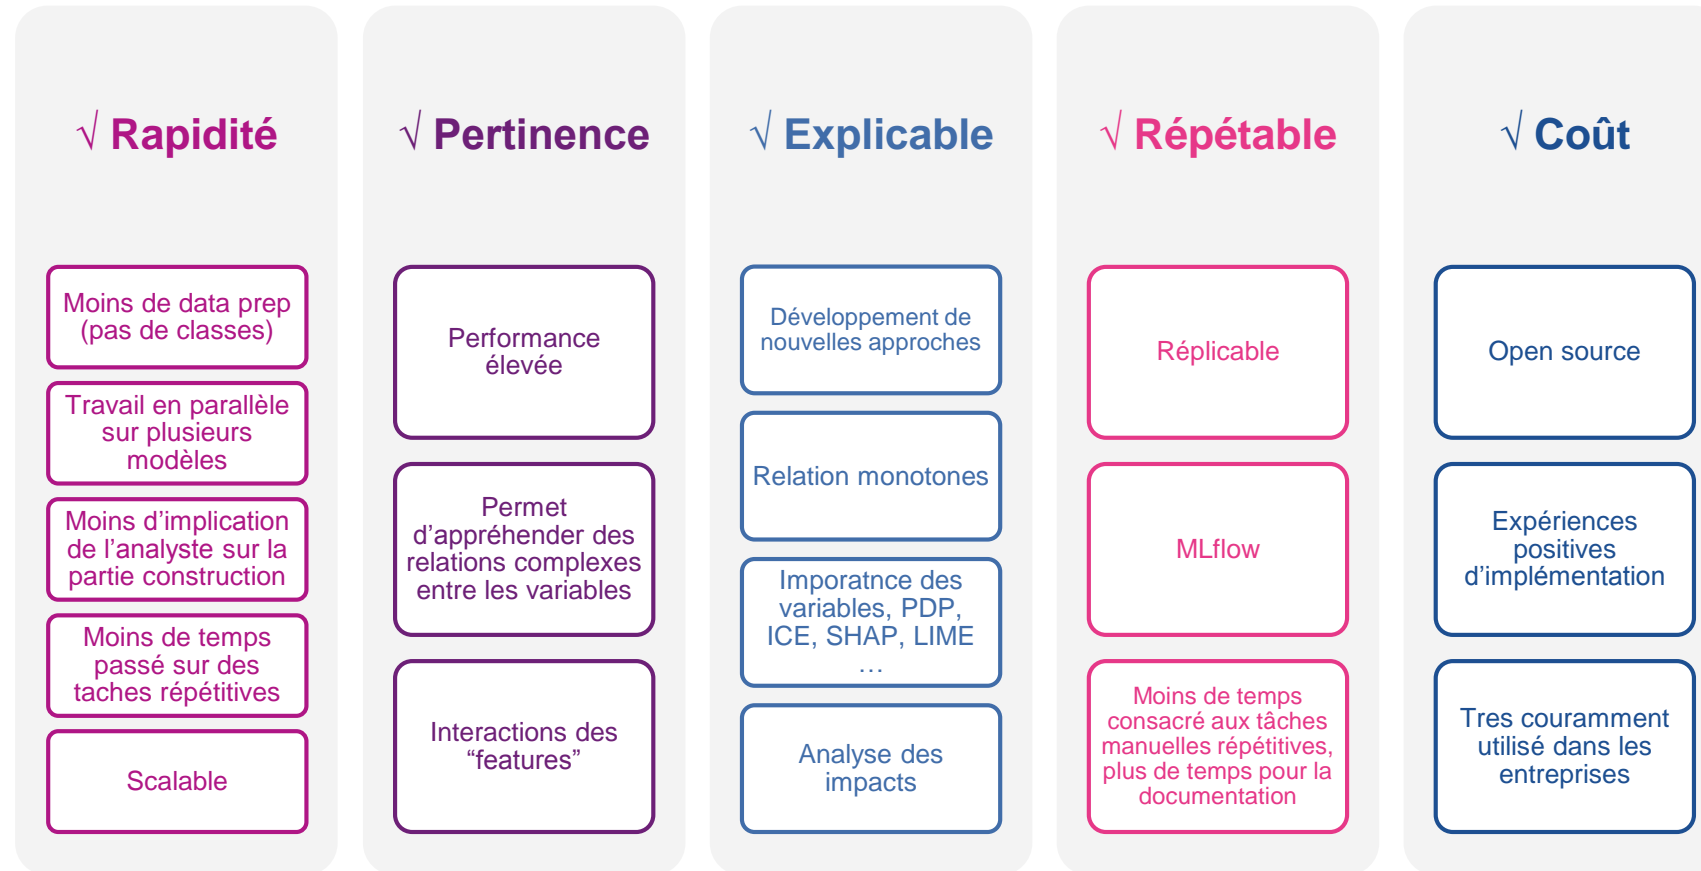 √ Rapidité
Moins de data prep
(pas de classes)
Travail en parallèle
sur plusieurs
modèles
Moins d’implication
de l’analyste sur la
partie construction
Moins de temps
passé sur des
taches répétitives
Scalable
√ Pertinence
Performance
élevée
Permet
d’appréhender des
relations complexes
entre les variables
Interactions des
“features”
√ Explicable
Développement de
nouvelles approches
Relation monotones
Imporatnce des
variables, PDP,
ICE, SHAP, LIME
…
Analyse des
impacts
√ Répétable
Réplicable
MLflow
Moins de temps
consacré aux tâches
manuelles répétitives,
plus de temps pour la
documentation
√ Coût
Open source
Expériences
positives
d’implémentation
Tres couramment
utilisé dans les
entreprises